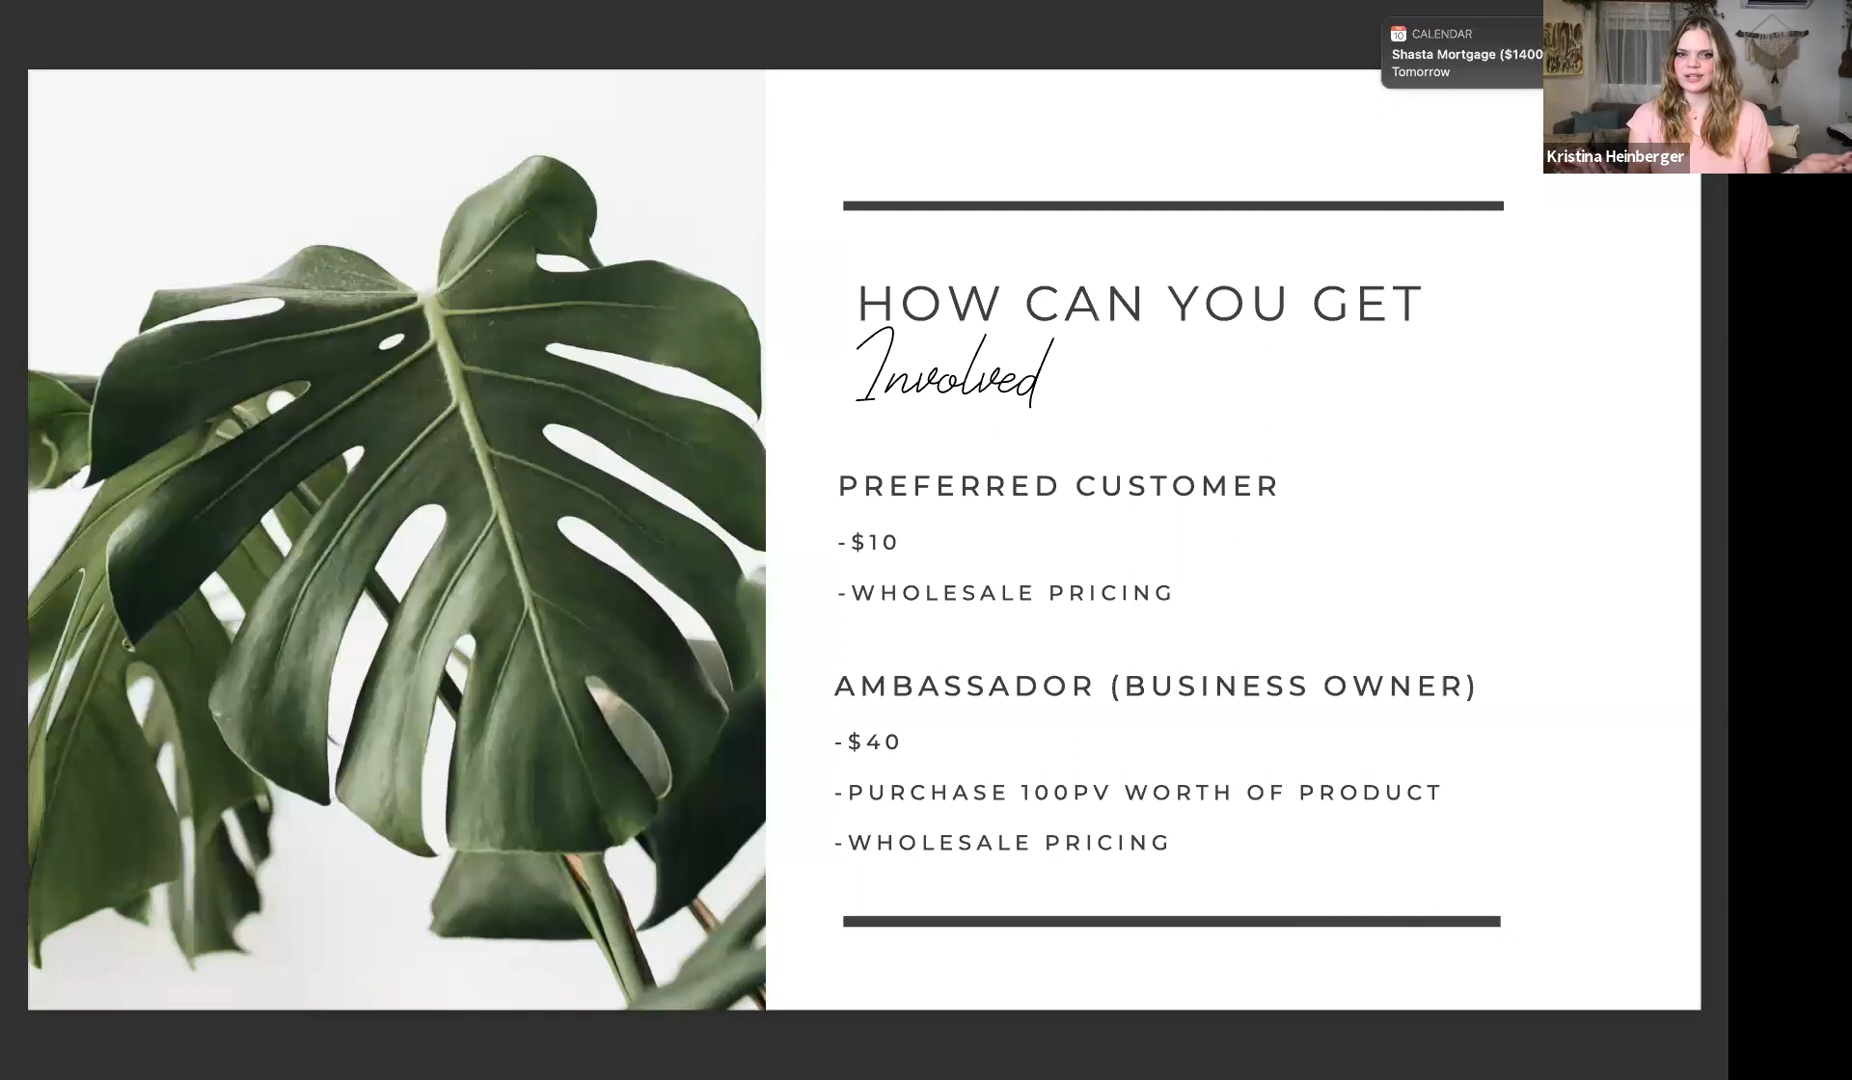 CALENDAR
Shasta Mortgage ($1400
Tomorrow
Kristina Heinberger
HOW CAN YOU GET
Involved
PREFERRED CUSTOMER
-$10
-WHOLESALE PRICING
AMBASSADOR (BUSINESS OWNER)
-$40
-PURCHASE 100PV WORTH OF PRODUCT
-WHOLESALE PRICING